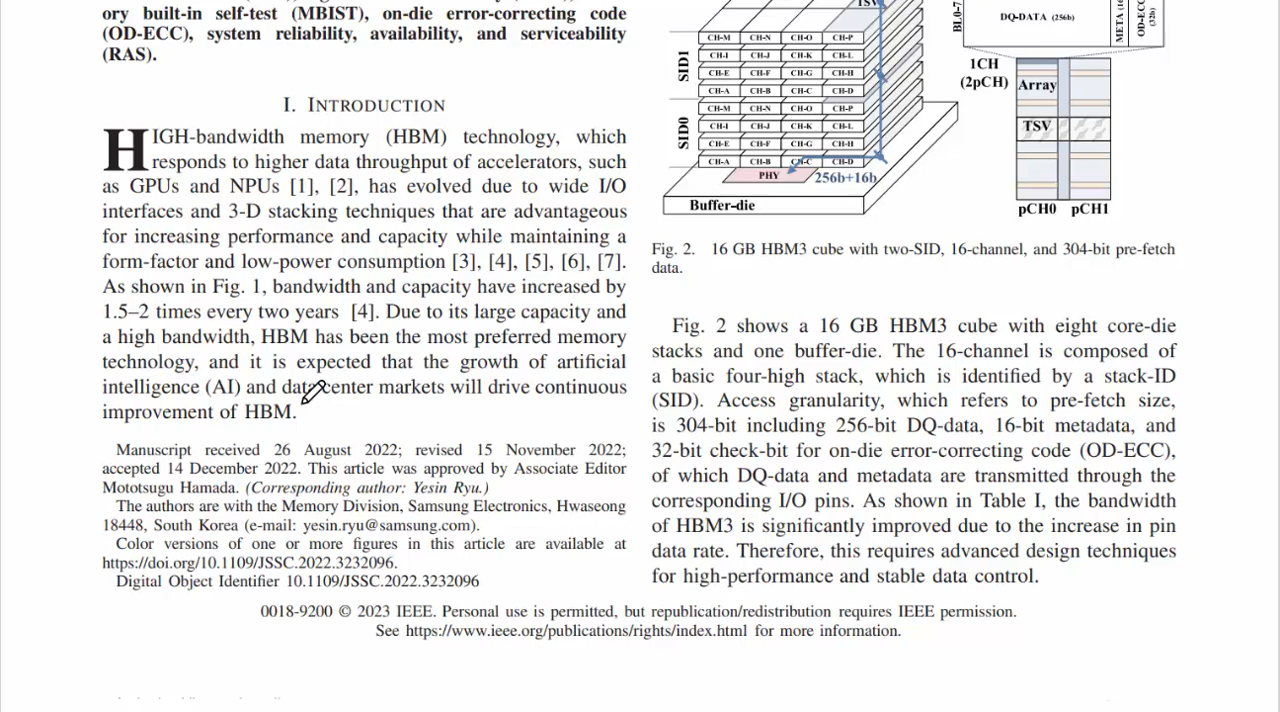 ory built-in self-test (MBIST), on-die error-correcting code
(OD-ECC), system reliability, availability, and serviceability
(RAS).
I. INTRODUCTION
HIGH-bandwidth memory (HBM) technology, which
responds to higher data throughput of accelerators, such
as GPUs and NPUs [1], [2], has evolved due to wide I/O
interfaces and 3-D stacking techniques that are advantageous
for increasing performance and capacity while maintaining a
form-factor and low-power consumption [3], [4], [5], [6], [7].
As shown in Fig. 1, bandwidth and capacity have increased by
1.5–2 times every two years [4]. Due to its large capacity and
a high bandwidth, HBM has been the most preferred memory
technology, and it is expected that the growth of artificial
intelligence (AI) and data center markets will drive continuous
improvement of HBM.
Manuscript received 26 August 2022; revised 15 November 2022;
accepted 14 December 2022. This article was approved by Associate Editor
Mototsugu Hamada. (Corresponding author: Yesin Ryu.)
The authors are with the Memory Division, Samsung Electronics, Hwaseong
18448, South Korea (e-mail: yesin.ryu@samsung.com).
Color versions of one or more figures in this article are available at
https://doi.org/10.1109/JSSC.2022.3232096.
Digital Object Identifier 10.1109/JSSC.2022.3232096
TSV
SID1
CH-M CH-N CH-O CH-P
CH-I CH-J CH-K CH-L
CH-E CH-F CH-G CH-H
CH-A CH-B CH-C CH-D
SID0
CH-M CH-N CH-O CH-P
CH-I CH-J CH-K CH-L
CH-E CH-F CH-G CH-H
CH-A CH-B CH-C CH-D
PHY
256b+16b
Buffer-die
BL0-7
DQ-DATA (256b)
META (16
OD-ECC
(32b)
1CH
(2pCH)
Array
TSV
pCH0 pCH1
Fig. 2. 16 GB HBM3 cube with two-SID, 16-channel, and 304-bit pre-fetch
data.
Fig. 2 shows a 16 GB HBM3 cube with eight core-die
stacks and one buffer-die. The 16-channel is composed of
a basic four-high stack, which is identified by a stack-ID
(SID). Access granularity, which refers to pre-fetch size,
is 304-bit including 256-bit DQ-data, 16-bit metadata, and
32-bit check-bit for on-die error-correcting code (OD-ECC),
of which DQ-data and metadata are transmitted through the
corresponding I/O pins. As shown in Table I, the bandwidth
of HBM3 is significantly improved due to the increase in pin
data rate. Therefore, this requires advanced design techniques
for high-performance and stable data control.
0018-9200 © 2023 IEEE. Personal use is permitted, but republication/redistribution requires IEEE permission.
See https://www.ieee.org/publications/rights/index.html for more information.